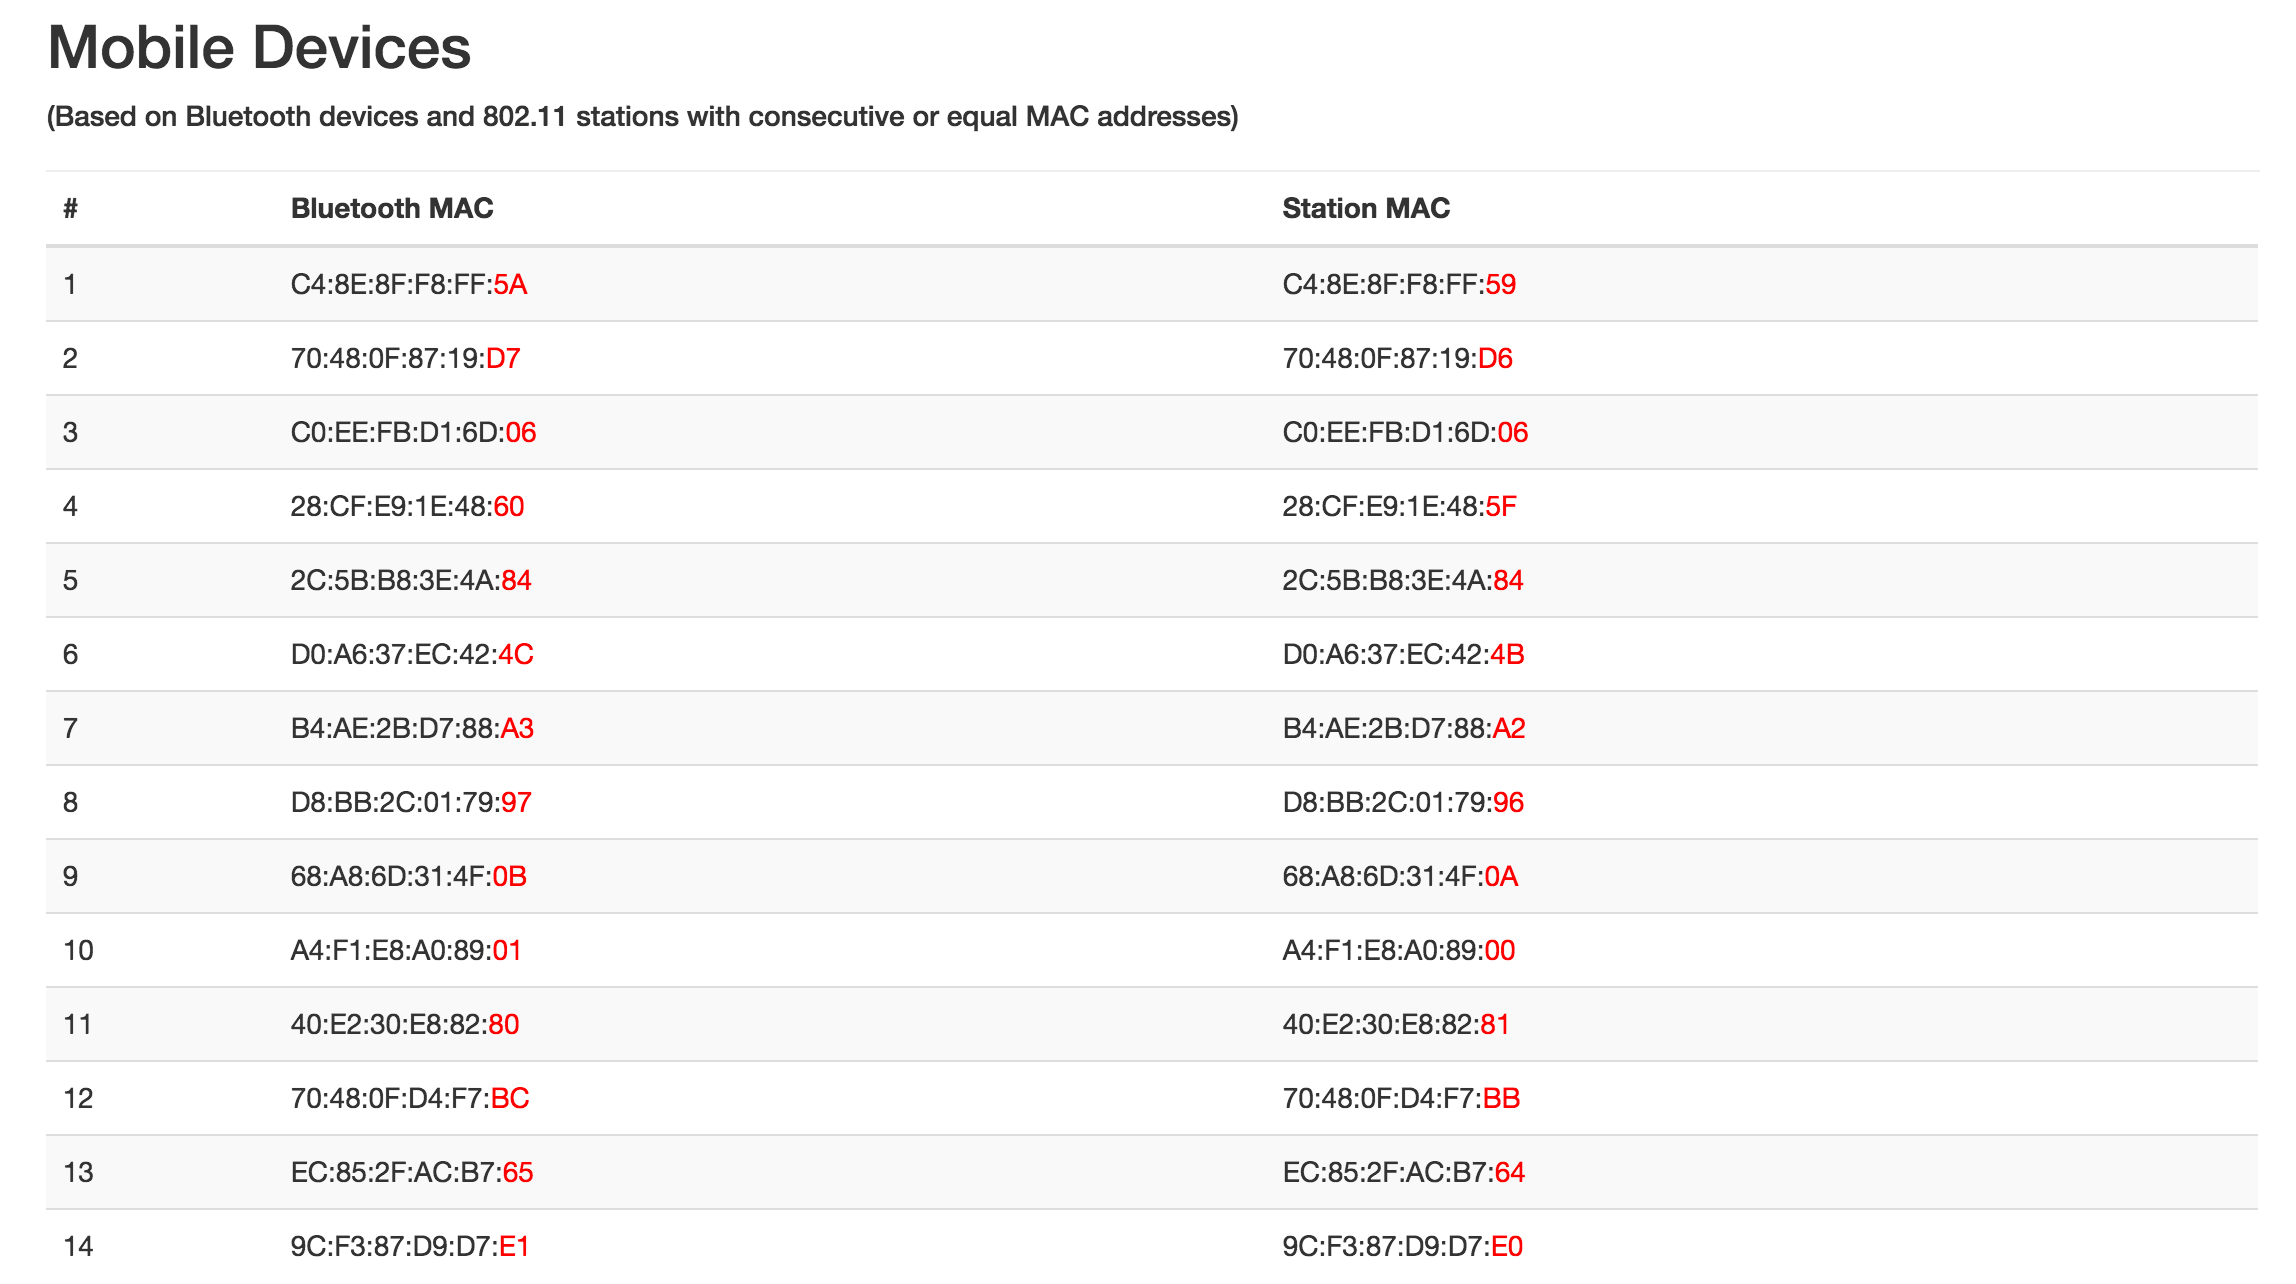 Mobile Devices
(Based on Bluetooth devices and 802.11 stations with consecutive or equal MAC addresses)
# Bluetooth MAC Station MAC
1 C4:8E:8F:F8:FF:5A C4:8E:8F:F8:FF:59
2 70:48:0F:87:19:D7 70:48:0F:87:19:D6
3 C0:EE:FB:D1:6D:06 C0:EE:FB:D1:6D:06
4 28:CF:E9:1E:48:60 28:CF:E9:1E:48:5F
5 2C:5B:B8:3E:4A:84 2C:5B:B8:3E:4A:84
6 D0:A6:37:EC:42:4C D0:A6:37:EC:42:4B
7 B4:AE:2B:D7:88:A3 B4:AE:2B:D7:88:A2
8 D8:BB:2C:01:79:97 D8:BB:2C:01:79:96
9 68:A8:6D:31:4F:0B 68:A8:6D:31:4F:0A
10 A4:F1:E8:A0:89:01 A4:F1:E8:A0:89:00
11 40:E2:30:E8:82:80 40:E2:30:E8:82:81
12 70:48:0F:D4:F7:BC 70:48:0F:D4:F7:BB
13 EC:85:2F:AC:B7:65 EC:85:2F:AC:B7:64
14 9C:F3:87:D9:D7:E1 9C:F3:87:D9:D7:E0